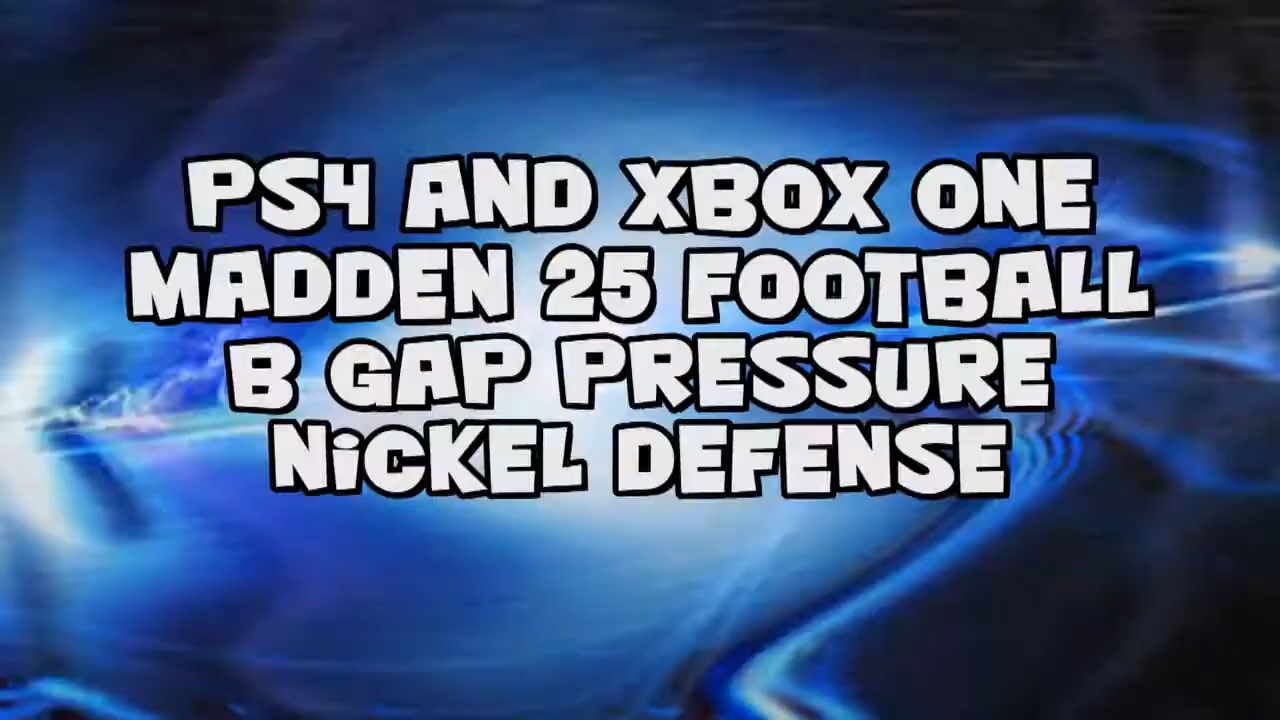 PS4 AND XBOX ONE
MADDEN 25 FOOTBALL
B GAP PRESSURE
NiCKEL DEFENSE